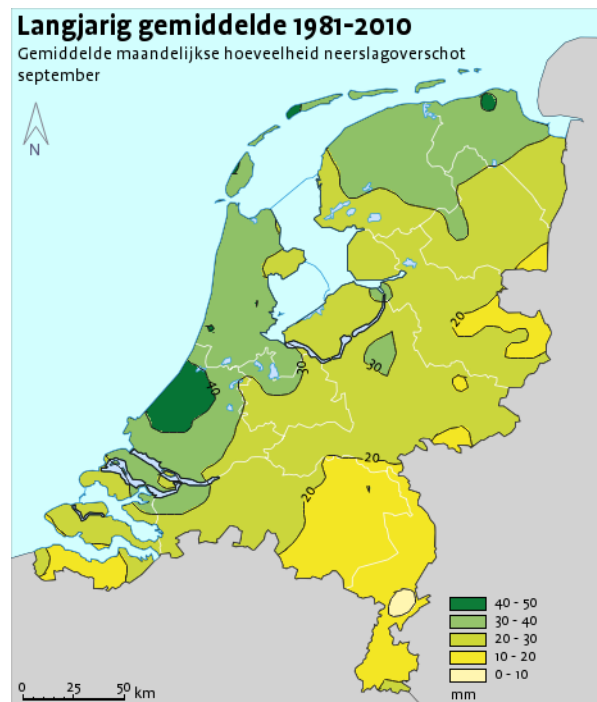 Langjarig gemiddelde 1981-2010
Gemiddelde maandelijkse hoeveelheid neerslagoverschot
september
N
20
30
30
40
20
20
40 - 50
30 - 40
20 - 30
10 - 20
0 - 10
mm
0 25 50 km